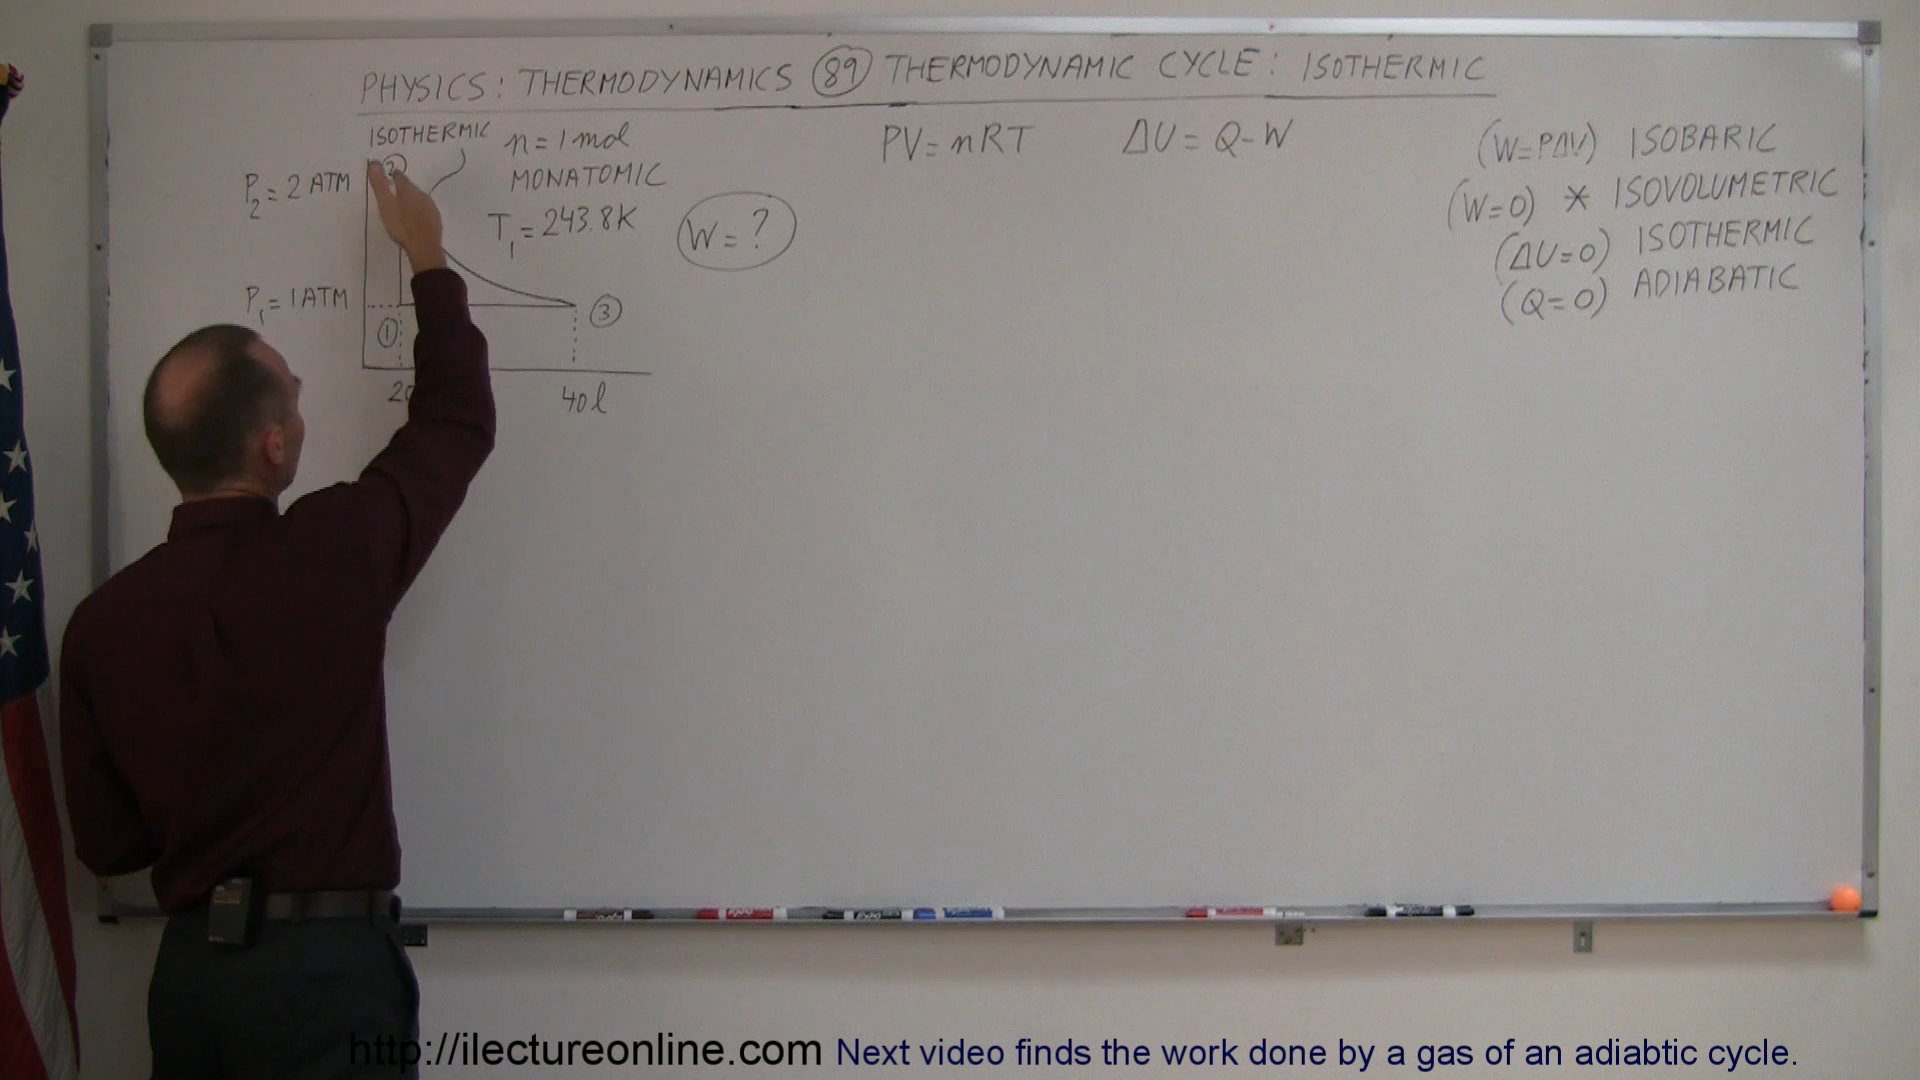 PHYSICS: THERMODYNAMICS 89 THERMODYNAMIC CYCLE: ISOTHERMIC
ISOTHERMIC
n = 1 mol
MONATOMIC
T1 = 243.8K
W = ?
P2 = 2 ATM
2
P1 = 1 ATM
1
3
40 l
PV = nRT
ΔU = Q - W
(W=PΔV) ISOBARIC
(W=0) * ISOVOLUMETRIC
(ΔU=0) ISOTHERMIC
(Q=0) ADIABATIC
http://ilectureonline.com Next video finds the work done by a gas of an adiabtic cycle.